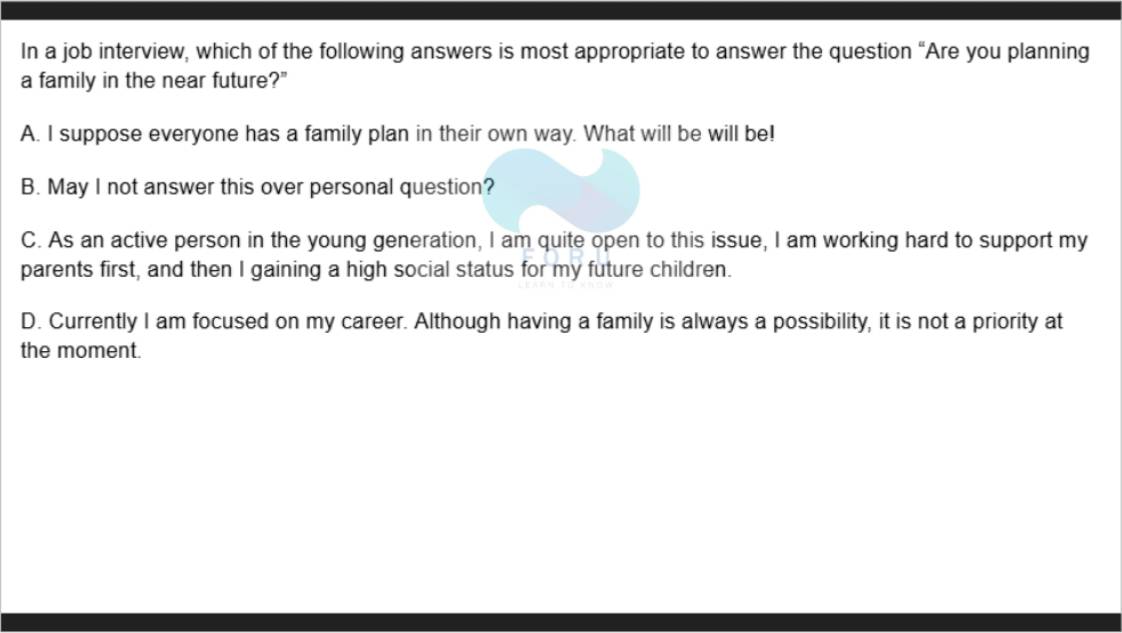 In a job interview, which of the following answers is most appropriate to answer the question “Are you planning
a family in the near future?”
A. I suppose everyone has a family plan in their own way. What will be will be!
B. May I not answer this over personal question?
C. As an active person in the young generation, I am quite open to this issue, I am working hard to support my
parents first, and then I gaining a high social status for my future children.
FORU
LEARN TO KNOW
D. Currently I am focused on my career. Although having a family is always a possibility, it is not a priority at
the moment.